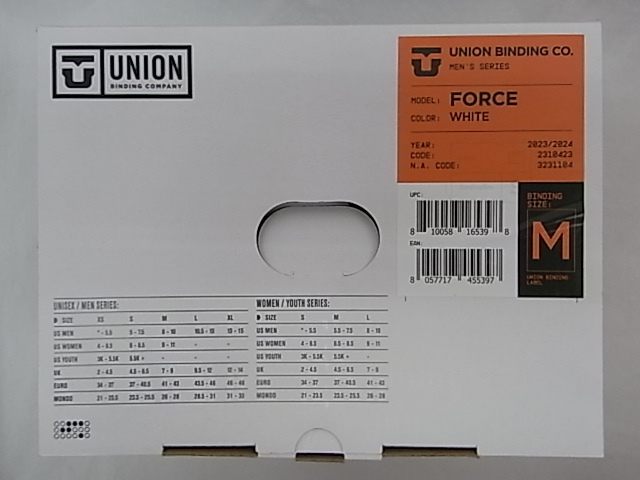 UNION
BINDING COMPANY
UNION BINDING CO.
MEN'S SERIES
MODEL: FORCE
COLOR: WHITE
YEAR: 2023/2024
CODE: 2310423
N.A. CODE: 3231104
UPC:
8 10058 16539 8
EAN:
8 057717 455397
BINDING
SIZE:
M
UNION BINDING
LABEL
UNISEX / MEN SERIES:
SIZE XS S M L XL
US MEN * - 5.5 6 - 7.5 8 - 10 10.5 - 13 13 - 15
US WOMEN 4 - 6.5 6 - 8.5 9 - 11 - -
US YOUTH 3K - 5.5K 5.5K + - - -
UK 2 - 4.5 4.5 - 6.5 7 - 9 9.5 - 12 12 - 14
EURO 34 - 37 37 - 40.5 41 - 43 43.5 - 46 46 - 48
MONDO 21 - 23.5 23.5 - 25.5 26 - 28 28.5 - 31 31 - 33
WOMEN / YOUTH SERIES:
SIZE S M L
US MEN * - 5.5 5.5 - 7.5 8 - 10
US WOMEN 4 - 6.5 6.5 - 8.5 9 - 11
US YOUTH 3K - 5.5K 5.5K + -
UK 2 - 4.5 4.5 - 6.5 7 - 9
EURO 34 - 37 37 - 40.5 41 - 43
MONDO 21 - 23.5 23.5 - 25.5 26 - 28